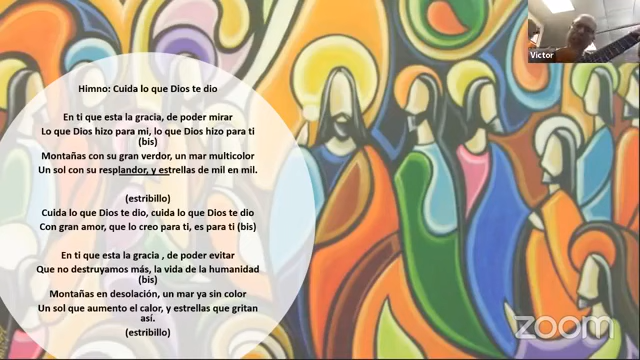 Himno: Cuida lo que Dios te dio
En ti que esta la gracia, de poder mirar
Lo que Dios hizo para mi, lo que Dios hizo para ti
(bis)
Montañas con su gran verdor, un mar multicolor
Un sol con su resplandor, y estrellas de mil en mil.
(estribillo)
Cuida lo que Dios te dio, cuida lo que Dios te dio
Con gran amor, que lo creo para ti, es para ti (bis)
En ti que esta la gracia , de poder evitar
Que no destruyamos más, la vida de la humanidad
(bis)
Montañas en desolación, un mar ya sin color
Un sol que aumento el calor, y estrellas que gritan
así.
(estribillo)
Victor
zoom